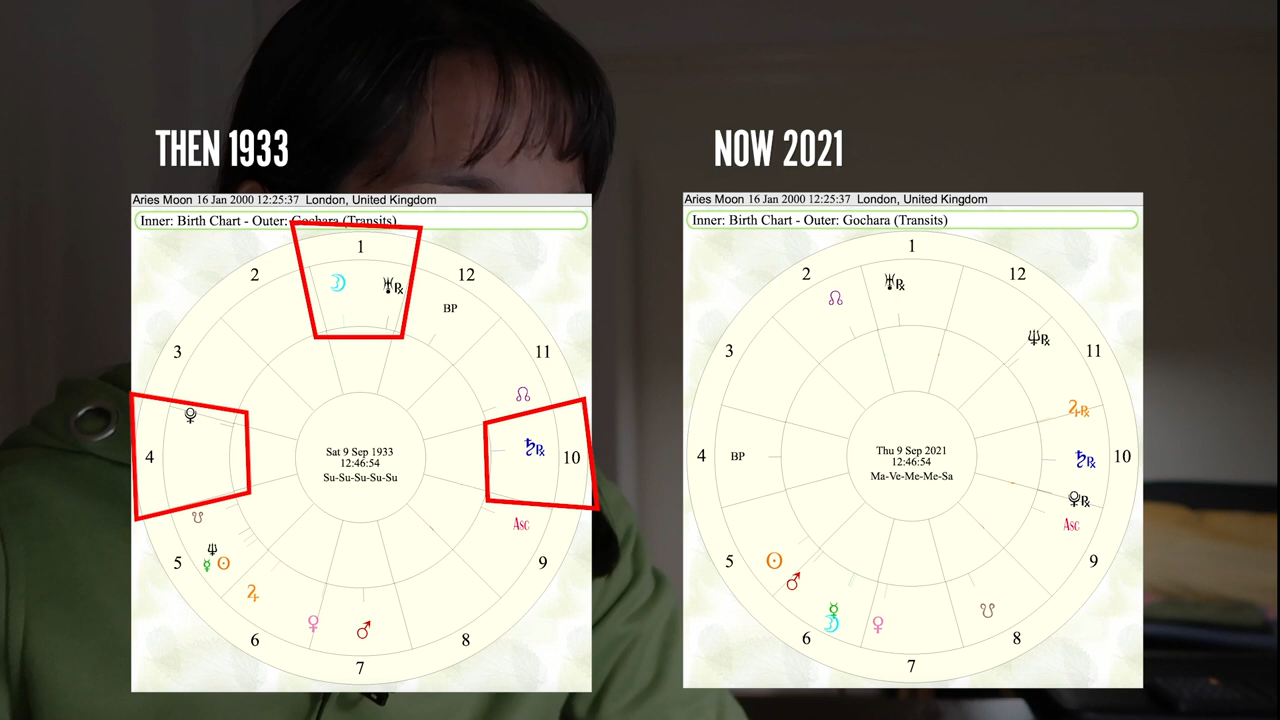 THEN 1933
Aries Moon 16 Jan 2000 12:25:37 London, United Kingdom
Inner: Birth Chart - Outer: Gochara (Transits)
1
2
12
BP
3
11
4
10
Sat 9 Sep 1933
12:46:54
Su-Su-Su-Su-Su
Asc
5
9
6
8
7
NOW 2021
Aries Moon 16 Jan 2000 12:25:37 London, United Kingdom
Inner: Birth Chart - Outer: Gochara (Transits)
1
2
12
3
11
4
BP
10
Thu 9 Sep 2021
12:46:54
Ma-Ve-Me-Me-Sa
Asc
5
9
6
8
7